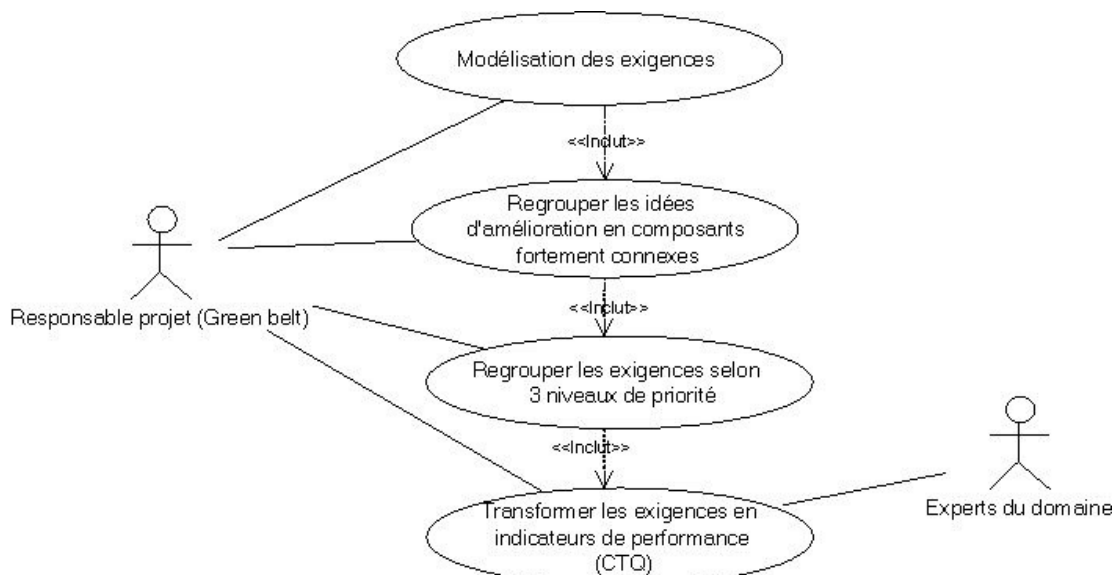 Modélisation des exigences
<<Inclut>>
Regrouper les idées
d'amélioration en composants
fortement connexes
Responsable projet (Green belt)
<<Inclut>>
Regrouper les exigences selon
3 niveaux de priorité
<<Inclut>>
Transformer les exigences en
indicateurs de performance
(CTQ)
Experts du domaine